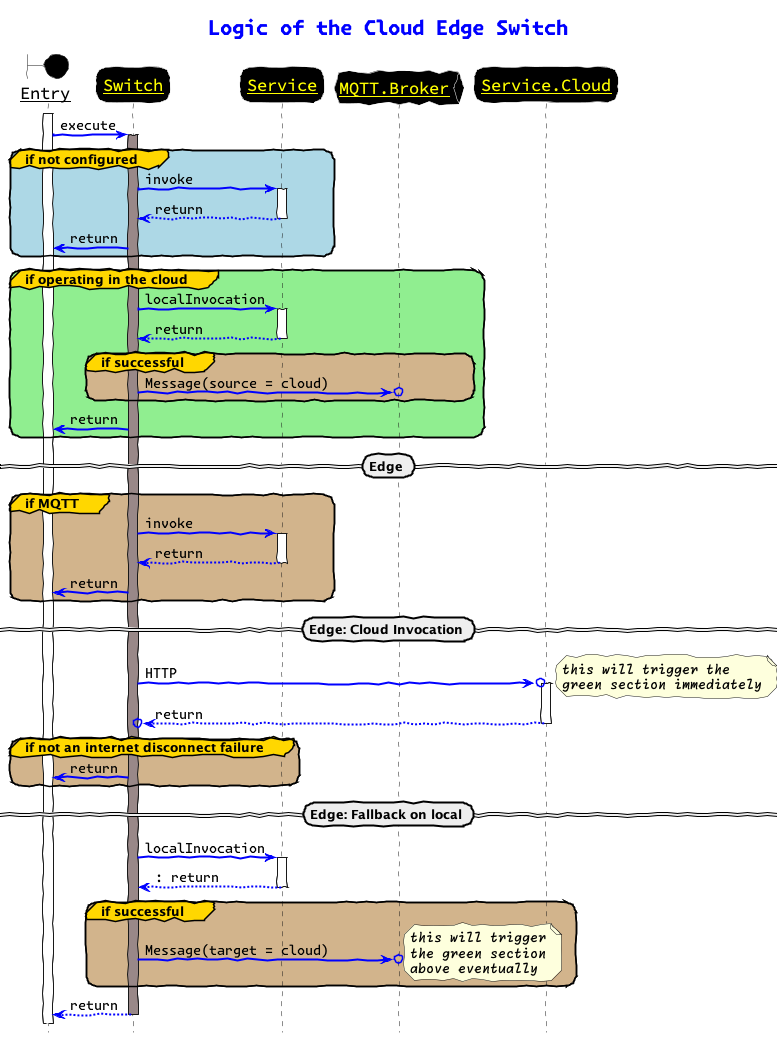 Logic of the Cloud Edge Switch
Entry
Switch
Service
MQTT.Broker
Service.Cloud
execute
if not configured
invoke
return
return
if operating in the cloud
localInvocation
return
if successful
Message(source = cloud)
return
Edge
if MQTT
invoke
return
return
Edge: Cloud Invocation
HTTP
this will trigger the
green section immediately
return
if not an internet disconnect failure
return
Edge: Fallback on local
localInvocation
: return
if successful
Message(target = cloud)
this will trigger
the green section
above eventually
return